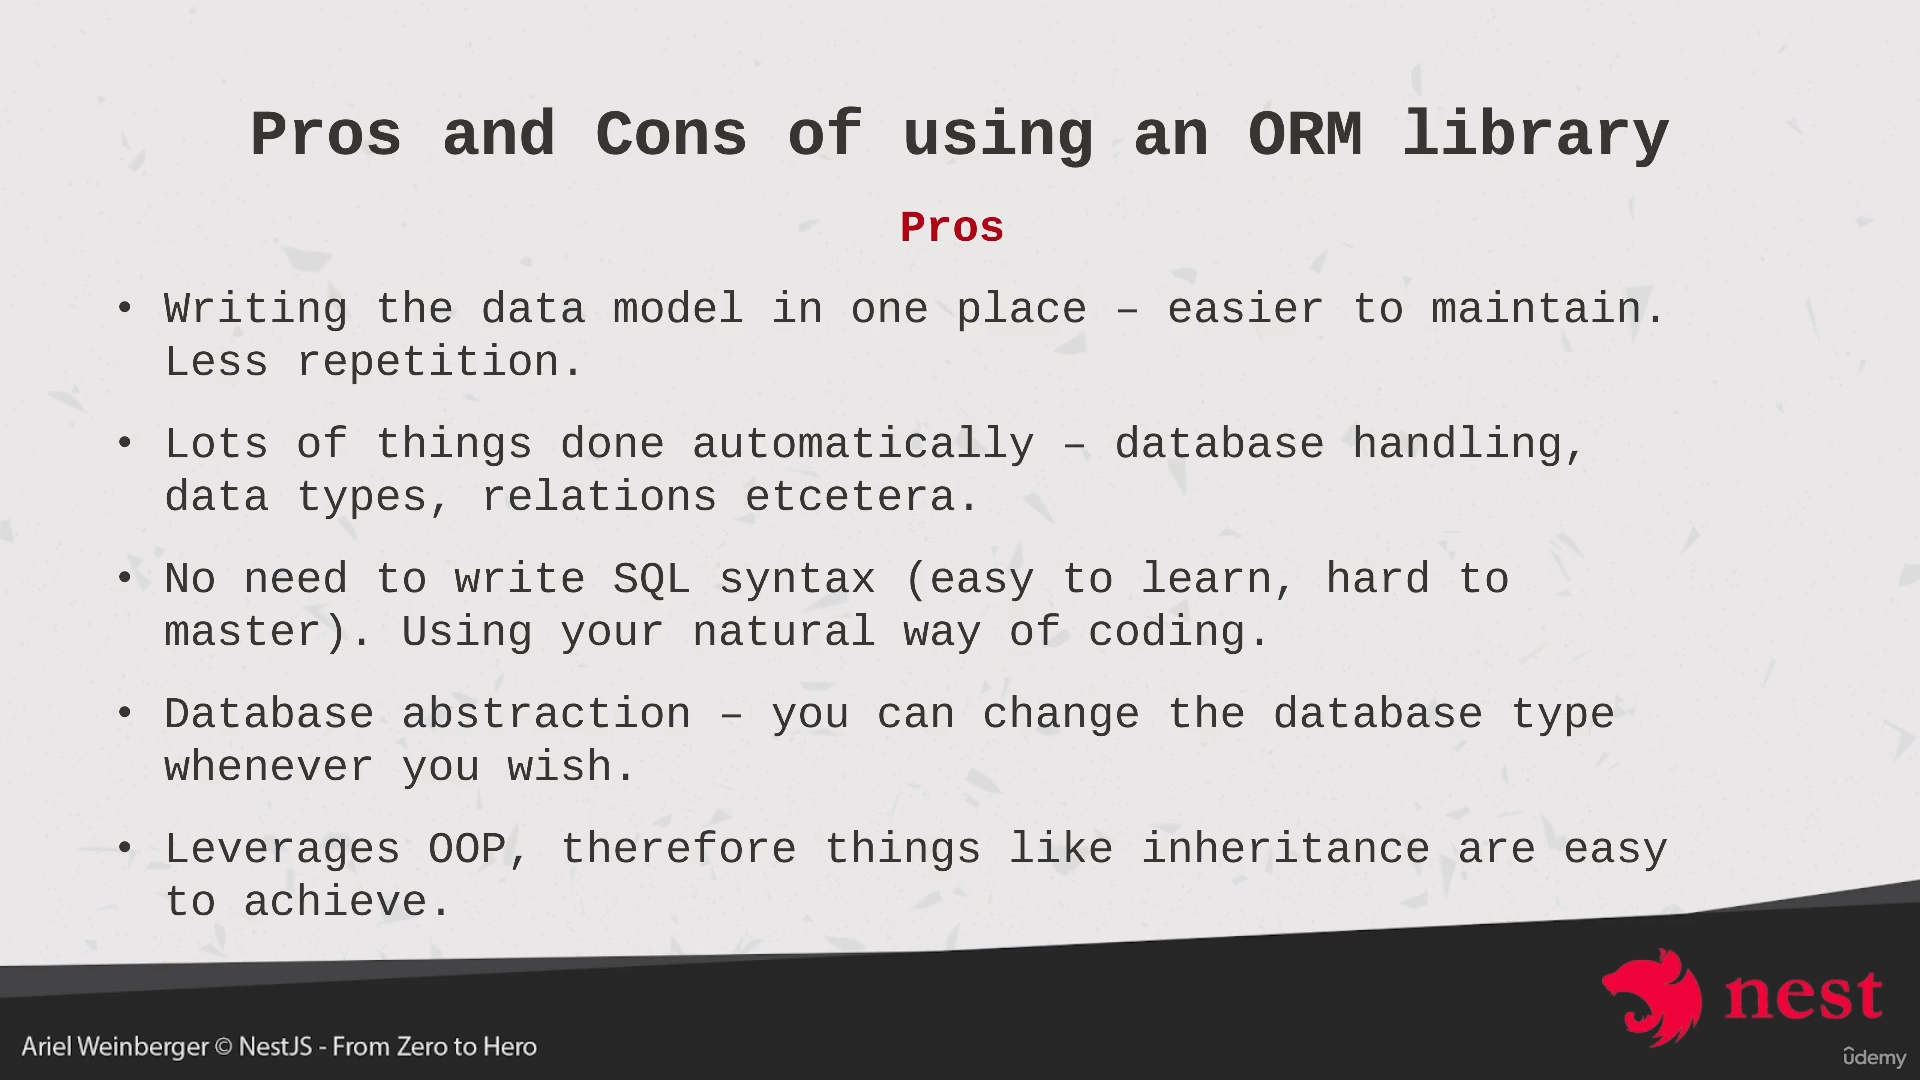 Pros and Cons of using an ORM library
Pros
• Writing the data model in one place – easier to maintain.
Less repetition.
• Lots of things done automatically – database handling,
data types, relations etcetera.
• No need to write SQL syntax (easy to learn, hard to
master). Using your natural way of coding.
• Database abstraction – you can change the database type
whenever you wish.
• Leverages OOP, therefore things like inheritance are easy
to achieve.
nest
Ariel Weinberger © NestJS - From Zero to Hero
ûdemy